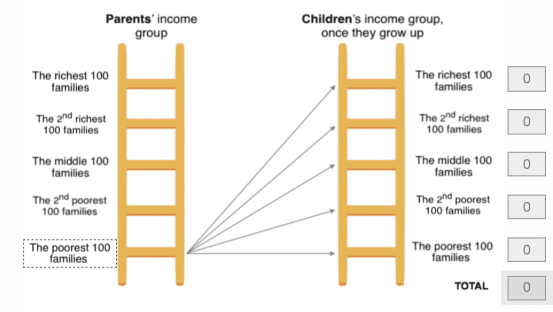 Parents' income
group
Children's income group,
once they grow up
The richest 100
families
The 2nd richest
100 families
The middle 100
families
The 2nd poorest
100 families
The poorest 100
families
The richest 100
families
0
The 2nd richest
100 families
0
The middle 100
families
0
The 2nd poorest
100 families
0
The poorest 100
families
0
TOTAL
0